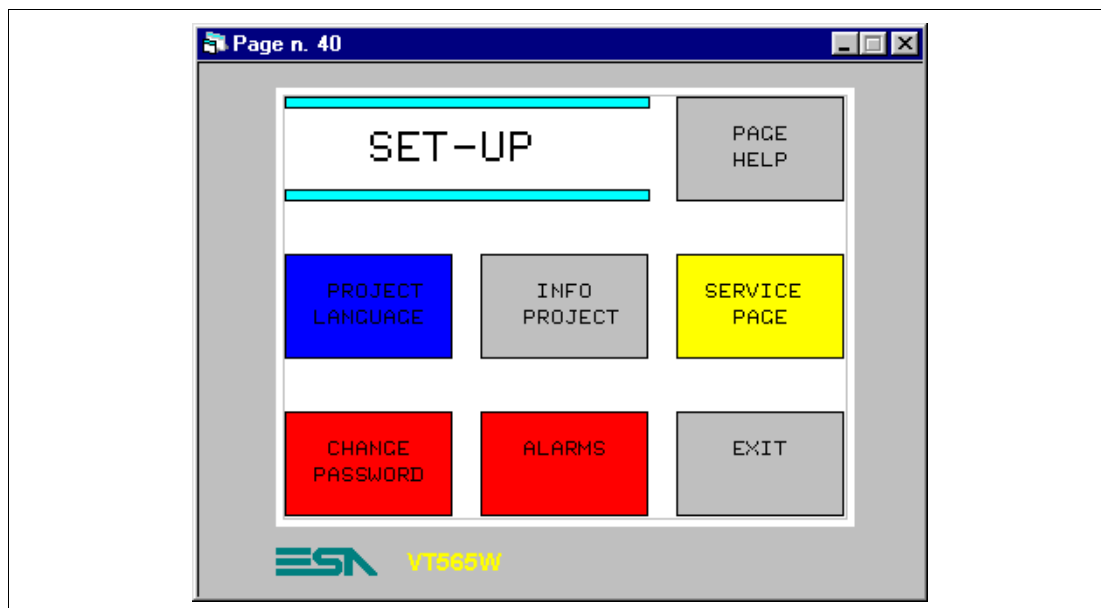 Page n. 40
SET-UP
PAGE
HELP
PROJECT
LANGUAGE
INFO
PROJECT
SERVICE
PAGE
CHANGE
PASSWORD
ALARMS
EXIT
ESA VT565W